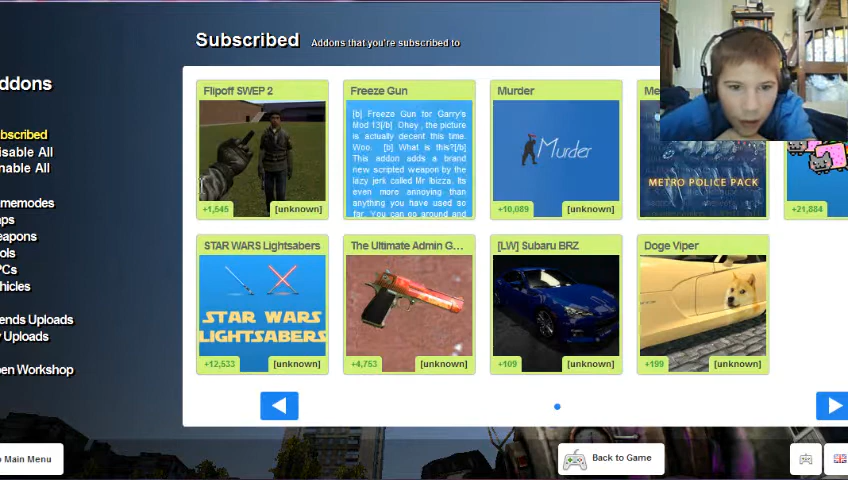 Subscribed Addons that you're subscribed to
ddons
bscribed
isable All
nable All
memodes
ps
eapons
ols
PCs
hicles
ends Uploads
y Uploads
pen Workshop
Flipoff SWEP 2
+1,545 [unknown]
Freeze Gun
[b] Freeze Gun for Garry's
Mod 13[/b] Ohey, the picture
is actually decent this time.
Woo. [b] What is this?[/b]
This addon adds a brand
new scripted weapon by the
lazy jerk called Mr Ibizza. Its
even more annoying than
anything you have used so
far. You can go around and
Murder
Murder
+10,089 [unknown]
Me
METRO POLICE PACK
[unknown]
+21,884
STAR WARS Lightsabers
STAR WARS
LIGHTSABERS
+12,533 [unknown]
The Ultimate Admin G...
+4,753 [unknown]
[LW] Subaru BRZ
+109 [unknown]
Doge Viper
+199 [unknown]
o Main Menu
Back to Game